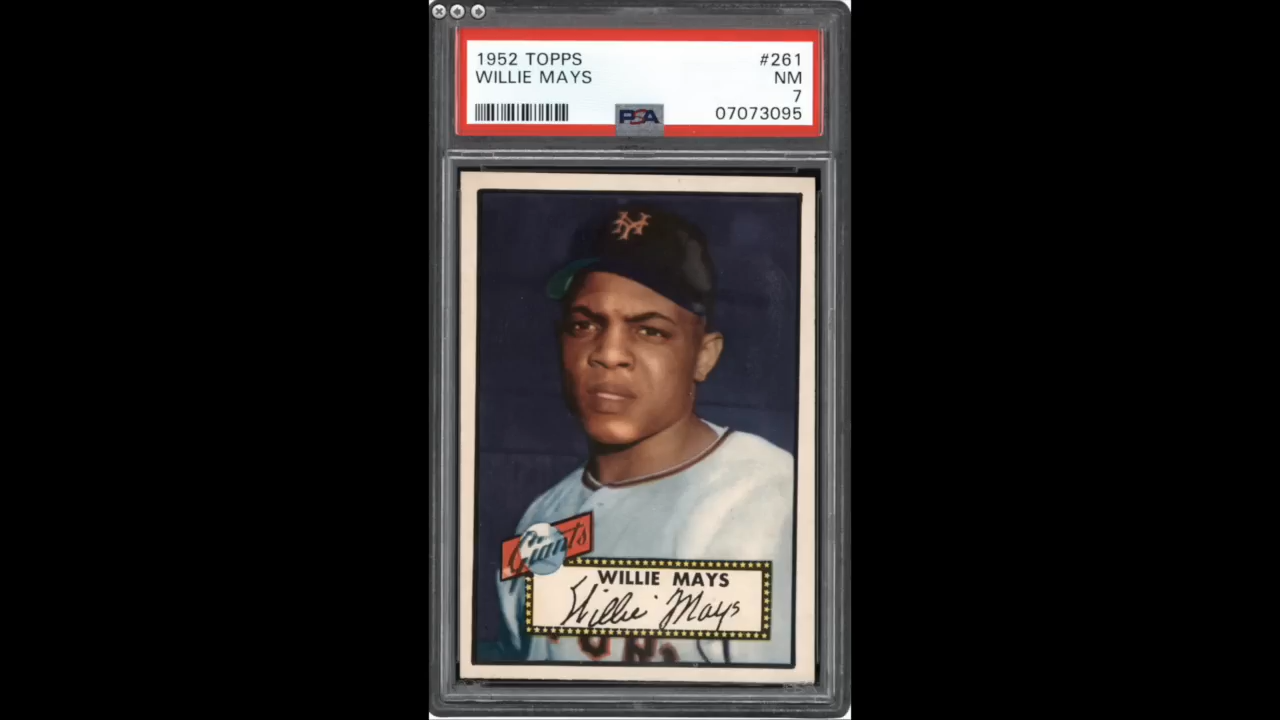 1952 TOPPS #261
WILLIE MAYS NM
7
PSA 07073095
NY
Giants
WILLIE MAYS
Willie Mays